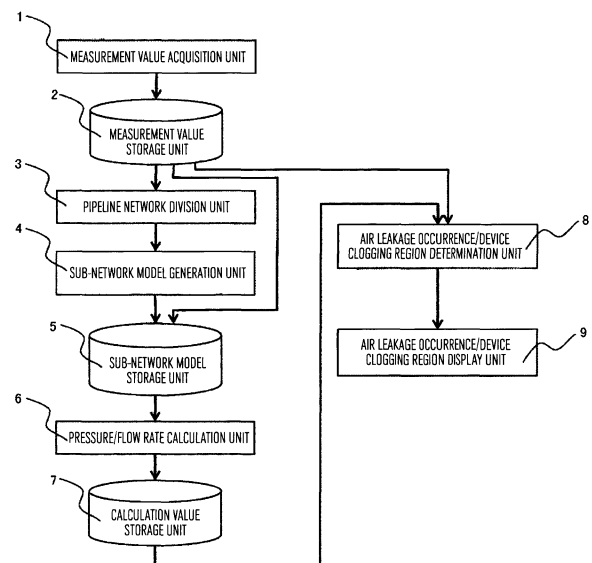 1
MEASUREMENT VALUE ACQUISITION UNIT
2
MEASUREMENT VALUE
STORAGE UNIT
3
PIPELINE NETWORK DIVISION UNIT
4
SUB-NETWORK MODEL GENERATION UNIT
5
SUB-NETWORK MODEL
STORAGE UNIT
6
PRESSURE/FLOW RATE CALCULATION UNIT
7
CALCULATION VALUE
STORAGE UNIT
8
AIR LEAKAGE OCCURRENCE/DEVICE
CLOGGING REGION DETERMINATION UNIT
9
AIR LEAKAGE OCCURRENCE/DEVICE
CLOGGING REGION DISPLAY UNIT